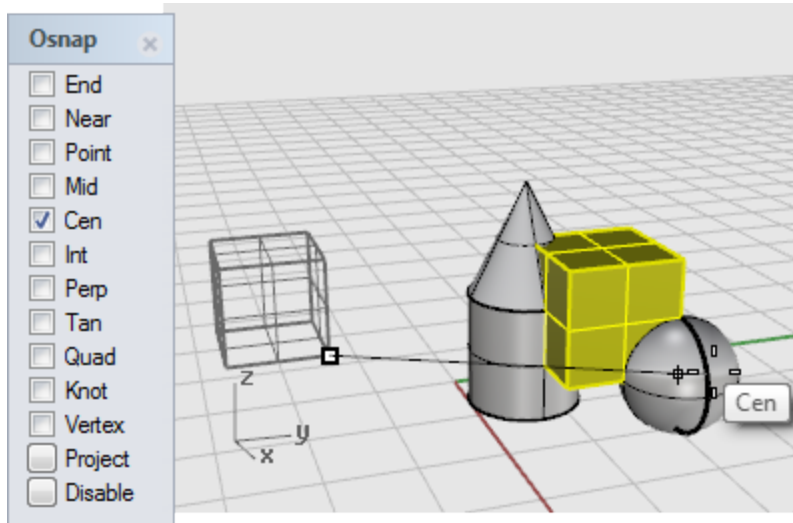 Osnap
End
Near
Point
Mid
Cen
Int
Perp
Tan
Quad
Knot
Vertex
Project
Disable
z
y
x
Cen